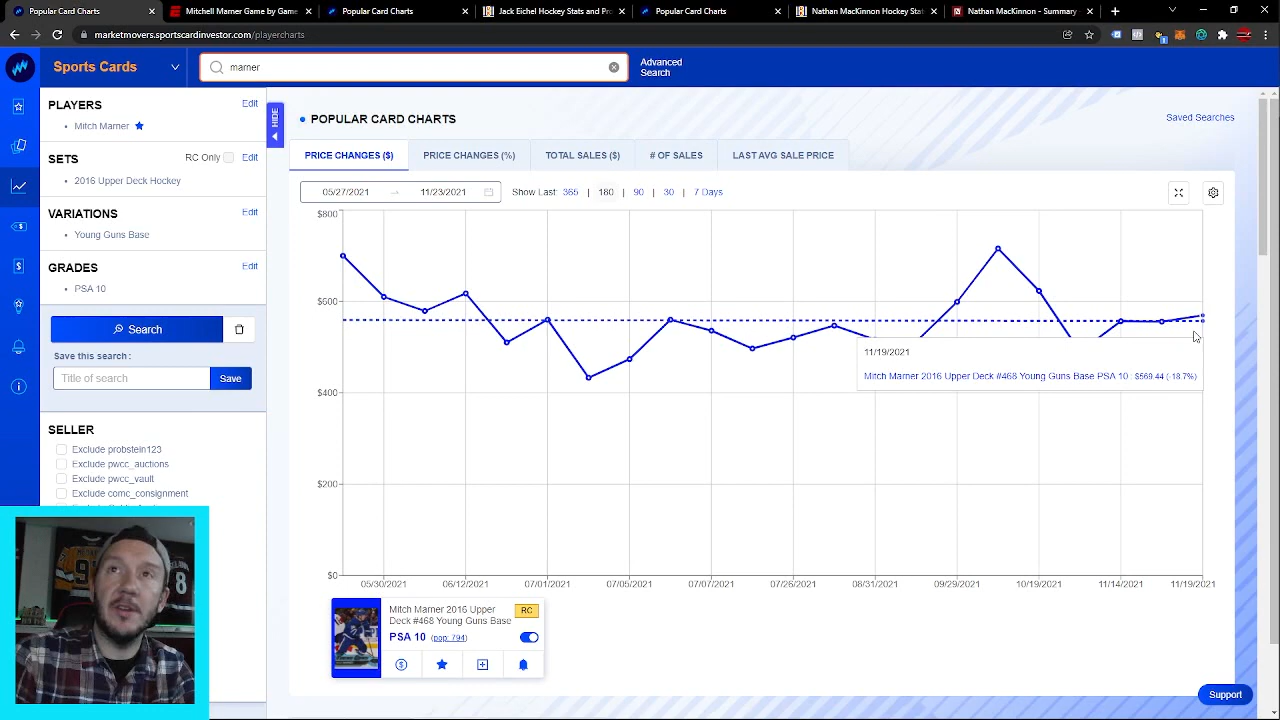 Popular Card Charts
Mitchell Marner Game by Game
Popular Card Charts
Jack Eichel Hockey Stats and Pr
Popular Card Charts
Nathan MacKinnon Hockey Stat
Nathan MacKinnon - Summary
marketmovers.sportscardinvestor.com/playercharts
Sports Cards
marner
Advanced
Search
PLAYERS
Edit
Mitch Marner
SETS
RC Only
Edit
2016 Upper Deck Hockey
VARIATIONS
Edit
Young Guns Base
GRADES
Edit
PSA 10
Search
Save this search:
Title of search
Save
SELLER
Exclude probstein123
Exclude pwcc_auctions
Exclude pwcc_vault
Exclude comc_consignment
HIDE
POPULAR CARD CHARTS
Saved Searches
PRICE CHANGES ($)
PRICE CHANGES (%)
TOTAL SALES ($)
# OF SALES
LAST AVG SALE PRICE
05/27/2021
11/23/2021
Show Last: 365 | 180 | 90 | 30 | 7 Days
$800
$600
$400
$200
$0
11/19/2021
Mitch Marner 2016 Upper Deck #468 Young Guns Base PSA 10 : $569.44 (-18.7%)
05/30/2021
06/12/2021
07/01/2021
07/05/2021
07/07/2021
07/26/2021
08/31/2021
09/29/2021
10/19/2021
11/14/2021
11/19/2021
Mitch Marner 2016 Upper
Deck #468 Young Guns Base
RC
PSA 10 (pop: 794)
Support